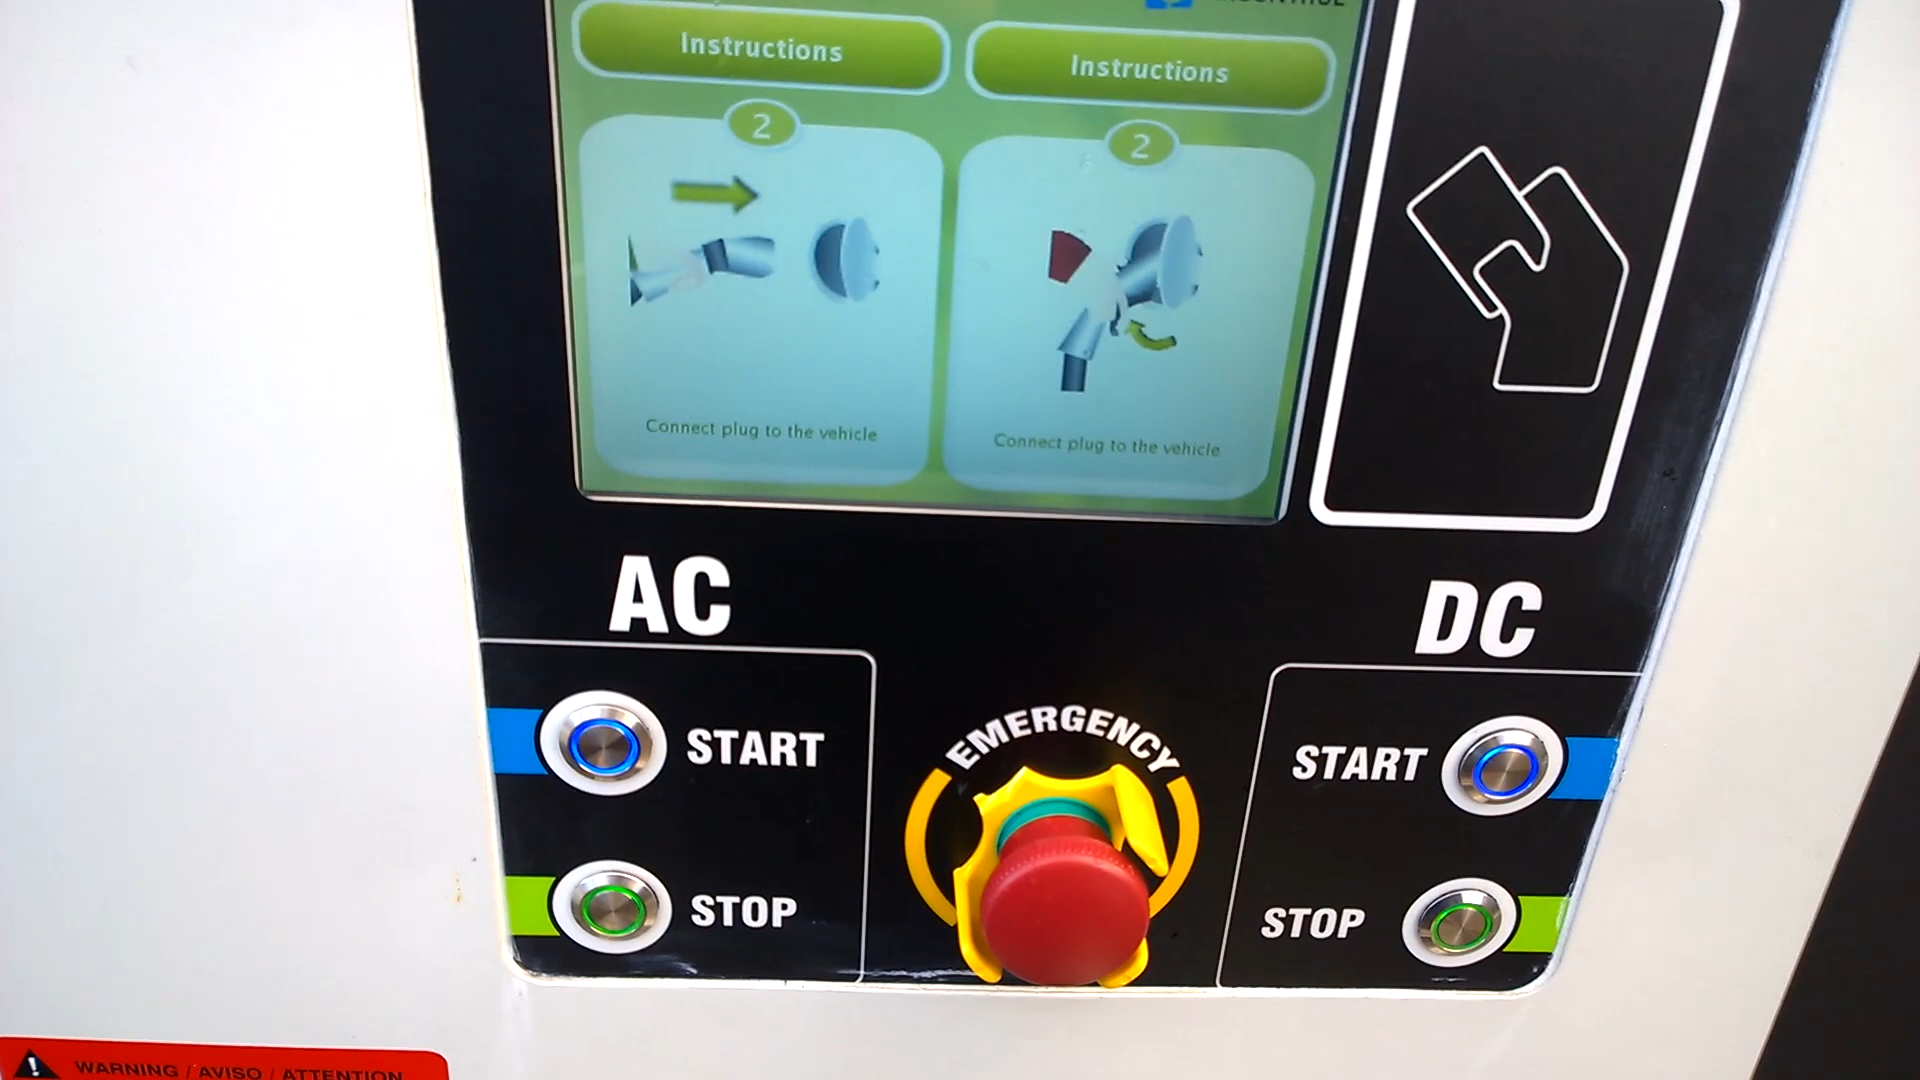 Instructions
Instructions
2
2
Connect plug to the vehicle
Connect plug to the vehicle
AC
DC
START
EMERGENCY
START
STOP
STOP
WARNING / AVISO / ATTENTION